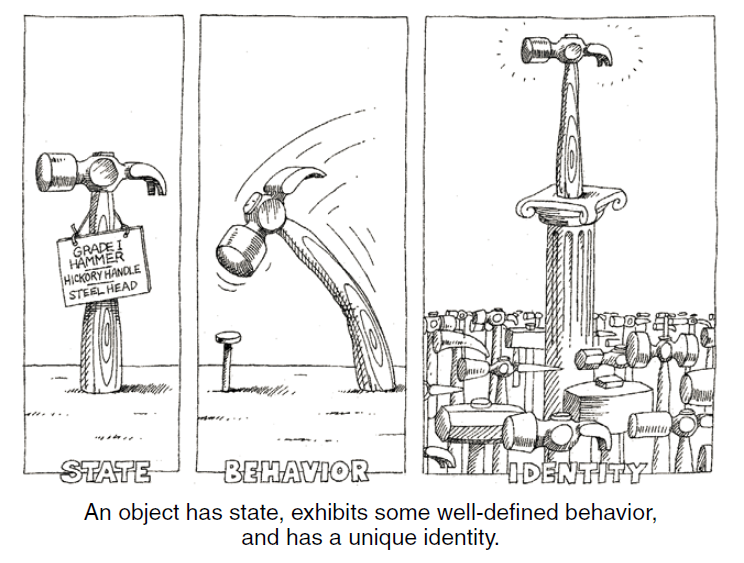 GRADE I
HAMMER
HICKORY HANDLE
STEEL HEAD
STATE
BEHAVIOR
IDENTITY
An object has state, exhibits some well-defined behavior,
and has a unique identity.